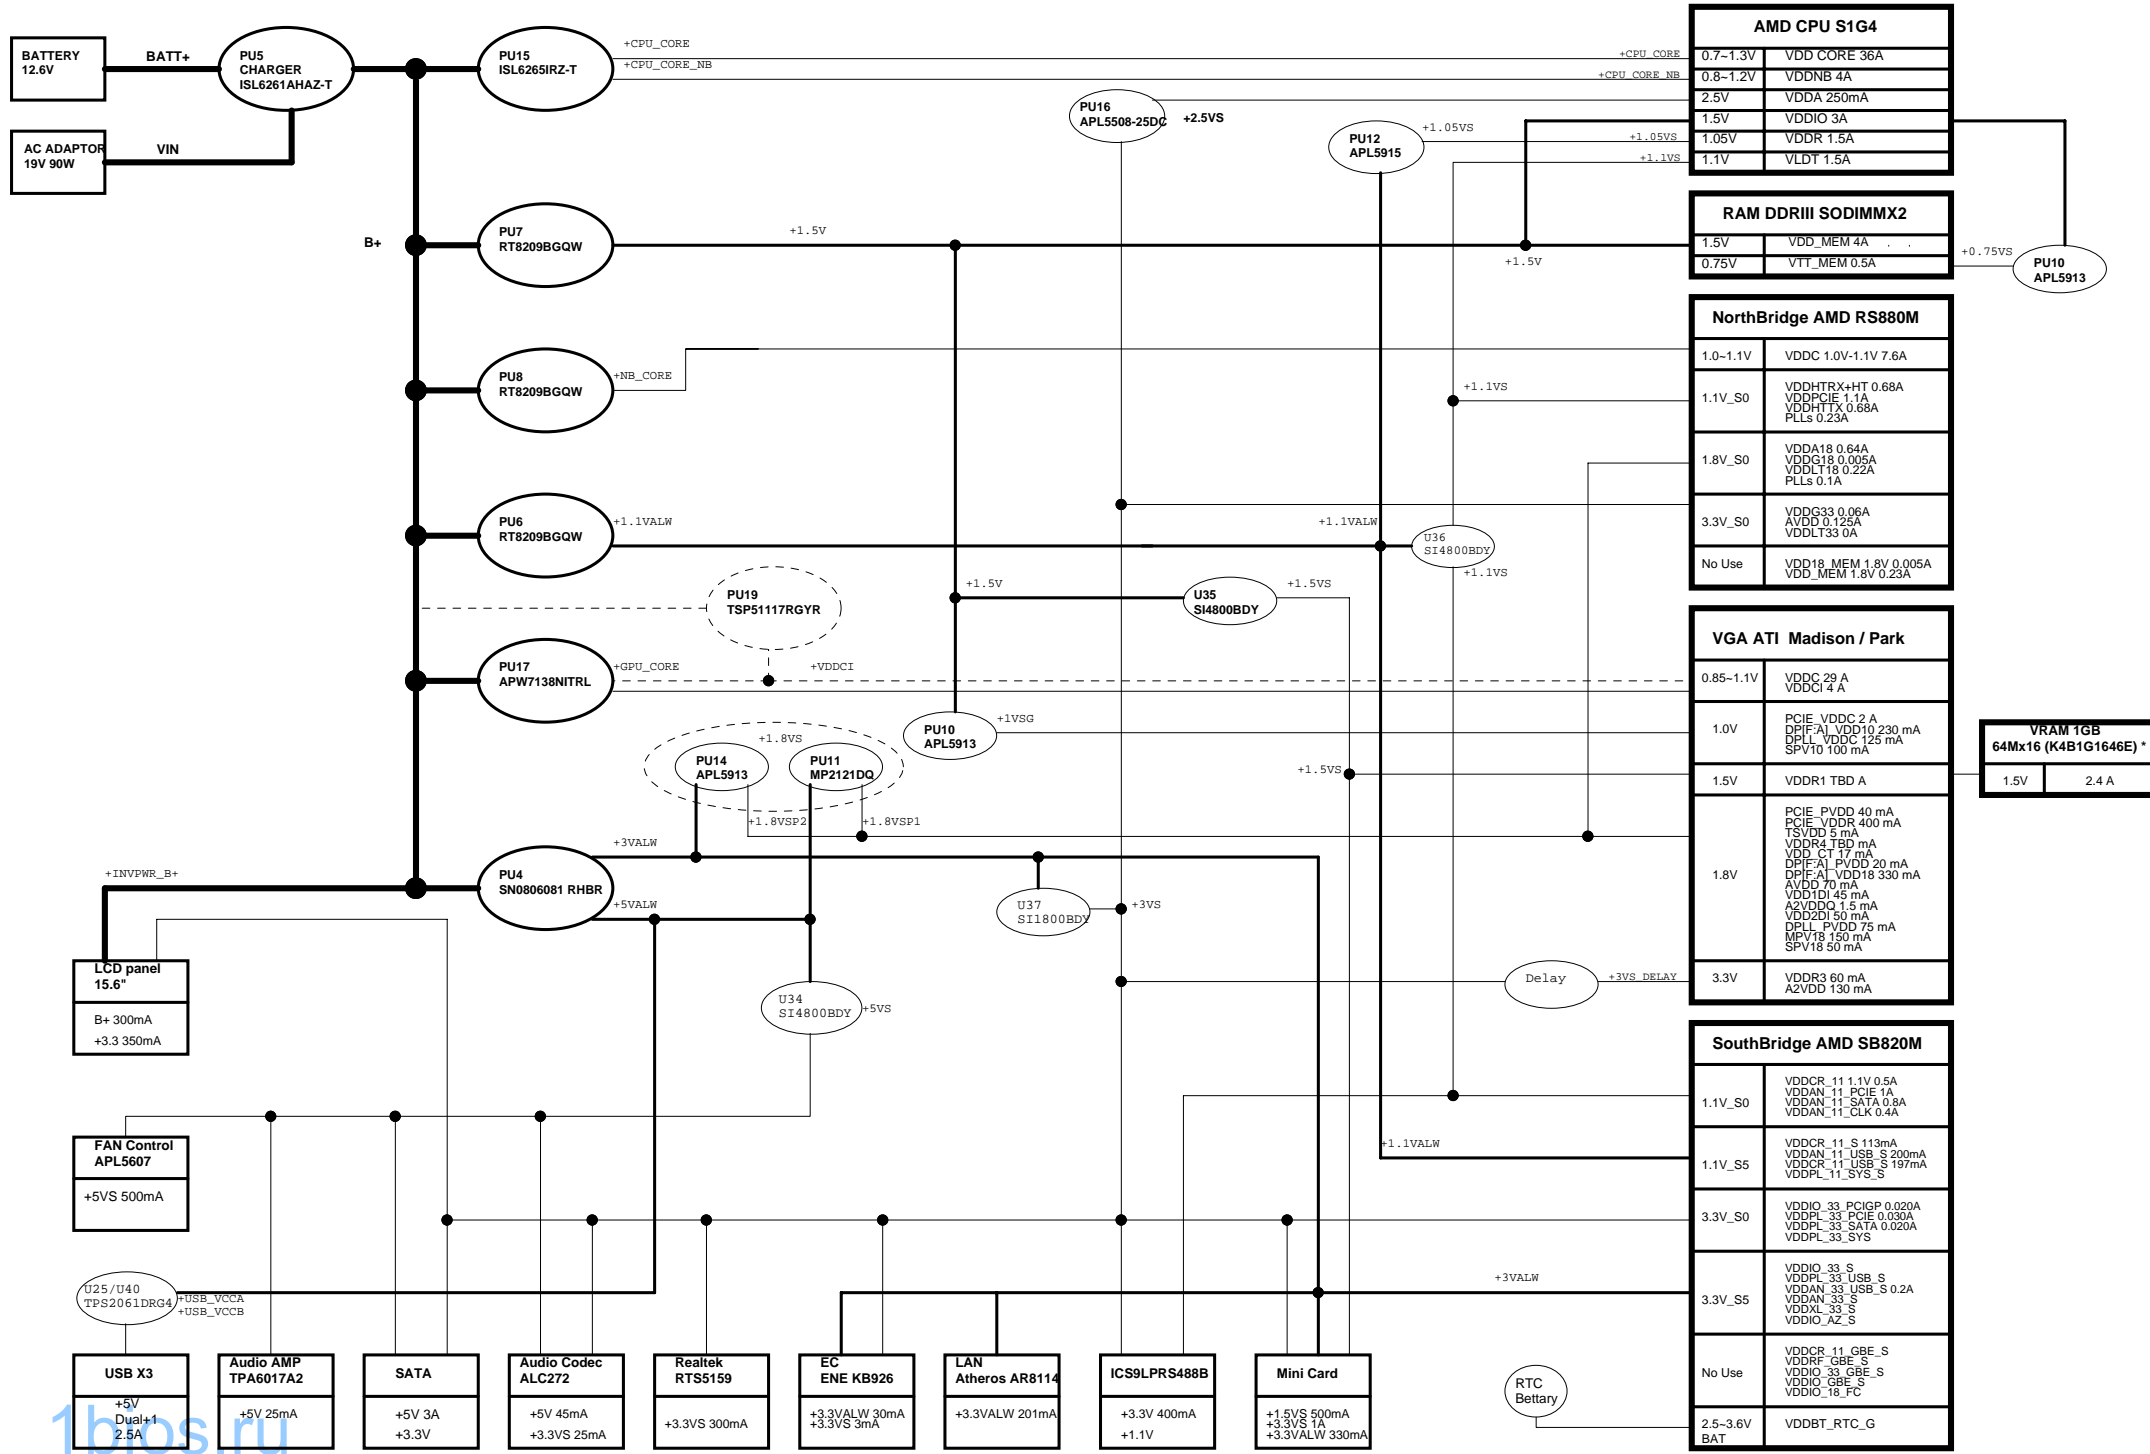 BATTERY
12.6V
BATT+
PU5
CHARGER
ISL6261AHAZ-T
AC ADAPTOR
19V 90W
VIN
B+
PU15
ISL6265IRZ-T
+CPU_CORE
+CPU_CORE_NB
+CPU_CORE
+CPU_CORE_NB
PU16
APL5508-25DC
+2.5VS
PU12
APL5915
+1.05VS
+1.05VS
+1.1VS
AMD CPU S1G4
0.7~1.3V VDD CORE 36A
0.8~1.2V VDDNB 4A
2.5V VDDA 250mA
1.5V VDDIO 3A
1.05V VDDR 1.5A
1.1V VLDT 1.5A
PU7
RT8209BGQW
+1.5V
+1.5V
RAM DDRIII SODIMMX2
1.5V VDD_MEM 4A . .
0.75V VTT_MEM 0.5A
+0.75VS
PU10
APL5913
PU8
RT8209BGQW
+NB_CORE
NorthBridge AMD RS880M
1.0~1.1V VDDC 1.0V-1.1V 7.6A
+1.1VS
1.1V_S0
VDDHTRX+HT 0.68A
VDDPCIE 1.1A
VDDHTTX 0.68A
PLLs 0.23A
1.8V_S0
VDDA18 0.64A
VDDG18 0.005A
VDDLT18 0.22A
PLLs 0.1A
3.3V_S0
VDDG33 0.06A
AVDD 0.125A
VDDLT33 0A
No Use
VDD18_MEM 1.8V 0.005A
VDD_MEM 1.8V 0.23A
PU6
RT8209BGQW
+1.1VALW
+1.1VALW
U36
SI4800BDY
+1.1VS
PU19
TSP51117RGYR
+1.5V
U35
SI4800BDY
+1.5VS
PU17
APW7138NITRL
+GPU_CORE
+VDDCI
PU10
APL5913
+1VSG
+1.5VS
VGA ATI Madison / Park
0.85~1.1V
VDDC 29 A
VDDCI 4 A
1.0V
PCIE_VDDC 2 A
DP[F:A]_VDD10 230 mA
DPLL_VDDC 125 mA
SPV10 100 mA
1.5V VDDR1 TBD A
1.8V
PCIE_PVDD 40 mA
PCIE_VDDR 400 mA
TSVDD 5 mA
VDDR4 TBD mA
VDD_CT 17 mA
DP[F:A]_PVDD 20 mA
DP[F:A]_VDD18 330 mA
AVDD 70 mA
VDD1DI 45 mA
A2VDDQ 1.5 mA
VDD2DI 50 mA
DPLL_PVDD 75 mA
MPV18 150 mA
SPV18 50 mA
3.3V
VDDR3 60 mA
A2VDD 130 mA
VRAM 1GB
64Mx16 (K4B1G1646E) *
1.5V 2.4 A
+1.8VS
PU14
APL5913
PU11
MP2121DQ
+1.8VSP2
+1.8VSP1
PU4
SN0806081 RHBR
+3VALW
+5VALW
+INVPWR_B+
U37
SI1800BDY
+3VS
Delay
+3VS_DELAY
LCD panel
15.6"
B+ 300mA
+3.3 350mA
U34
SI4800BDY
+5VS
FAN Control
APL5607
+5VS 500mA
SouthBridge AMD SB820M
1.1V_S0
VDDCR_11 1.1V 0.5A
VDDAN_11_PCIE 1A
VDDAN_11_SATA 0.8A
VDDAN_11_CLK 0.4A
+1.1VALW
1.1V_S5
VDDCR_11_S 113mA
VDDAN_11_USB_S 200mA
VDDCR_11_USB_S 197mA
VDDPL_11_SYS_S
3.3V_S0
VDDIO_33_PCIGP 0.020A
VDDPL_33_PCIE 0.030A
VDDPL_33_SATA 0.020A
VDDPL_33_SYS
+3VALW
3.3V_S5
VDDIO_33_S
VDDPL_33_USB_S
VDDAN_33_USB_S 0.2A
VDDAN_33_S
VDDXL_33_S
VDDIO_AZ_S
No Use
VDDCR_11_GBE_S
VDDRF_GBE_S
VDDIO_33_GBE_S
VDDIO_GBE_S
VDDIO_18_FC
2.5~3.6V
BAT
VDDBT_RTC_G
RTC
Bettary
U25/U40
TPS2061DRG4
+USB_VCCA
+USB_VCCB
USB X3
+5V
Dual+1
2.5A
Audio AMP
TPA6017A2
+5V 25mA
SATA
+5V 3A
+3.3V
Audio Codec
ALC272
+5V 45mA
+3.3VS 25mA
Realtek
RTS5159
+3.3VS 300mA
EC
ENE KB926
+3.3VALW 30mA
+3.3VS 3mA
LAN
Atheros AR8114
+3.3VALW 201mA
ICS9LPRS488B
+3.3V 400mA
+1.1V
Mini Card
+1.5VS 500mA
+3.3VS 1A
+3.3VALW 330mA
1bios.ru